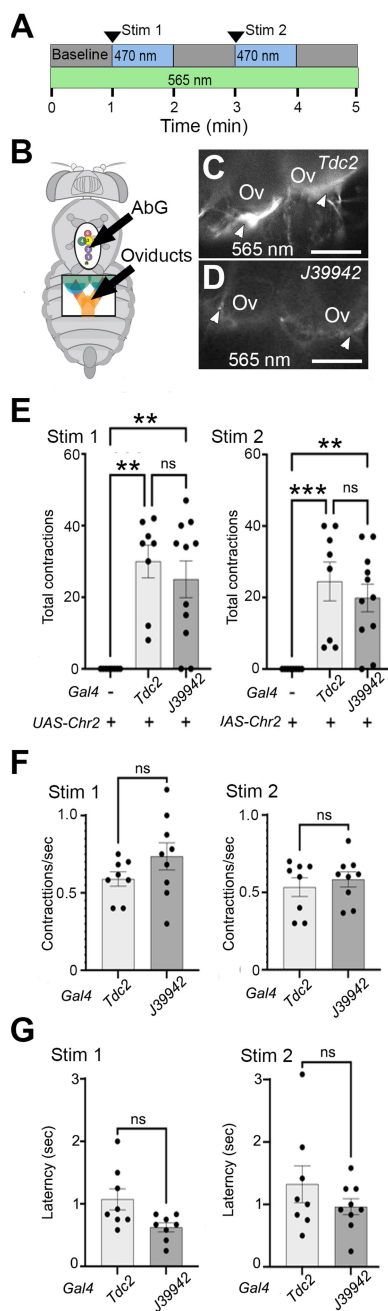 A
Stim 1
Stim 2
Baseline
470 nm
470 nm
565 nm
0
1
2
3
4
5
Time (min)
B
AbG
Oviducts
C
Tdc2
Ov
Ov
565 nm
D
J39942
Ov
Ov
565 nm
E
Stim 1
**
**
ns
Total contractions
60
40
20
0
Gal4
-
Tdc2
J39942
UAS-Chr2
+
+
+
Stim 2
**
***
ns
Total contractions
60
40
20
0
Gal4
-
Tdc2
J39942
IAS-Chr2
+
+
+
F
Stim 1
ns
Contracttions/sec
1.0
0.5
0
Gal4
Tdc2
J39942
Stim 2
ns
Contractions/sec
1.0
0.5
0
Gal4
Tdc2
J39942
G
Stim 1
ns
Laterncy (sec)
3
2
1
0
Gal4
Tdc2
J39942
Stim 2
ns
Laterncy (sec)
3
2
1
0
Gal4
Tdc2
J39942